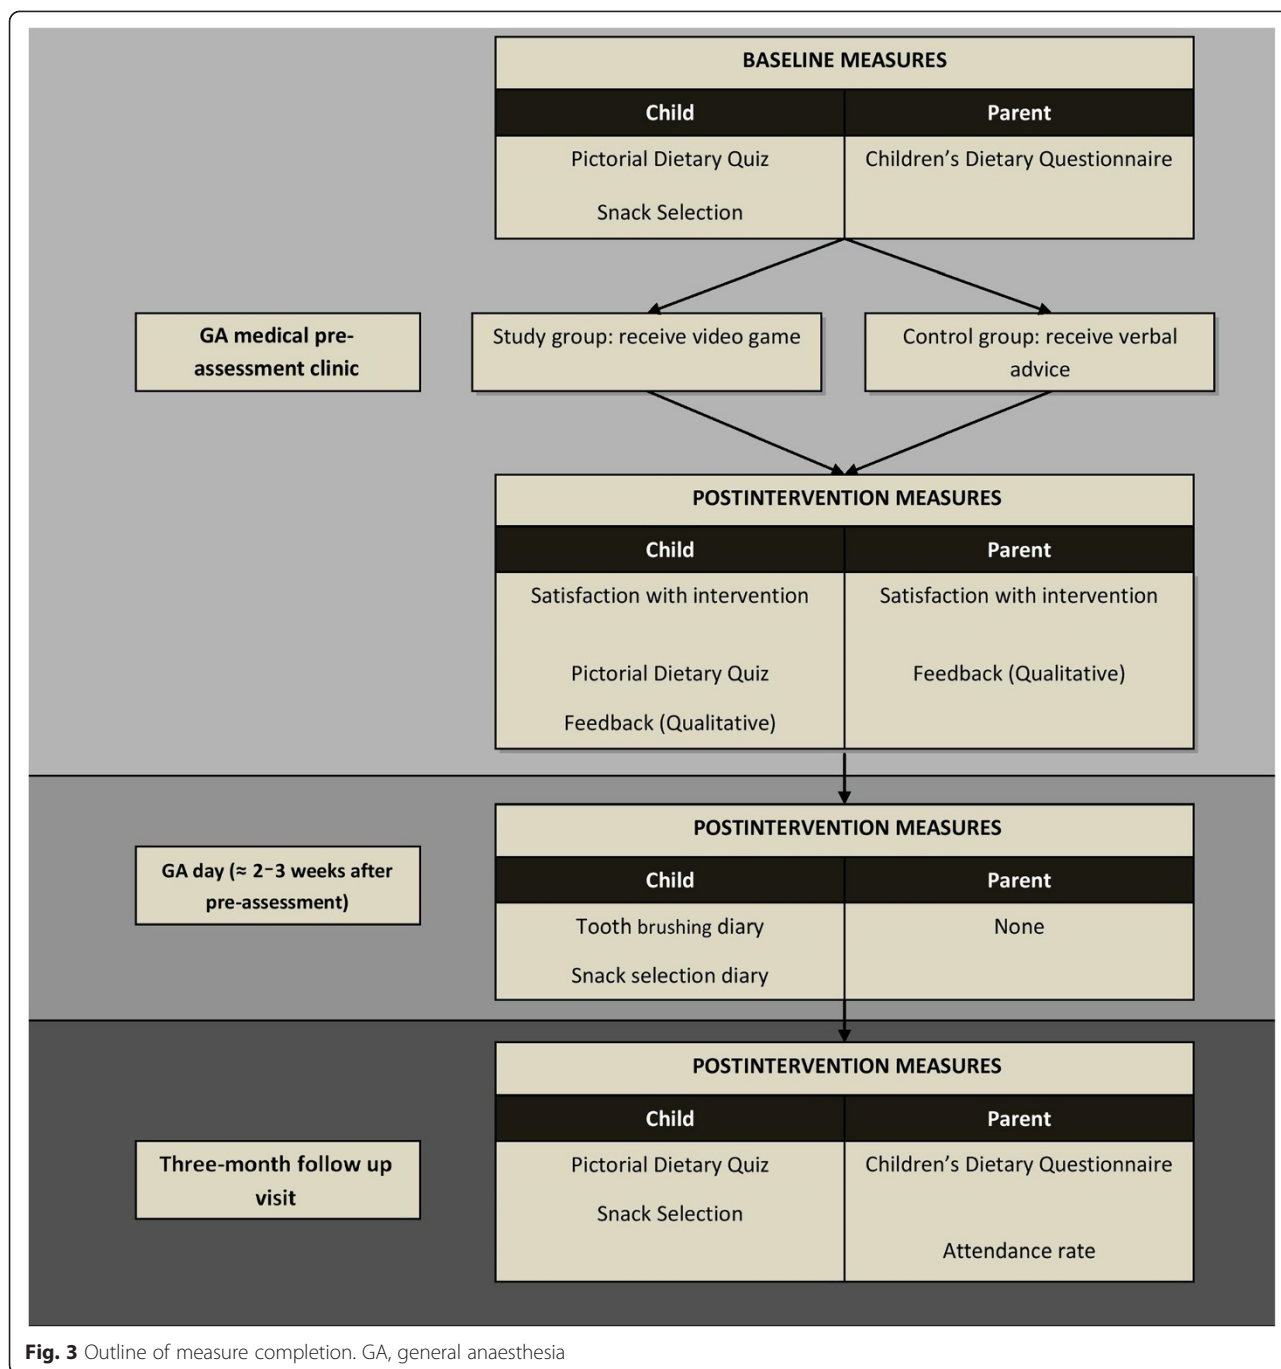 BASELINE MEASURES
Child
Parent
Pictorial Dietary Quiz
Children’s Dietary Questionnaire
Snack Selection
GA medical pre-
assessment clinic
Study group: receive video game
Control group: receive verbal
advice
POSTINTERVENTION MEASURES
Child
Parent
Satisfaction with intervention
Satisfaction with intervention
Pictorial Dietary Quiz
Feedback (Qualitative)
Feedback (Qualitative)
POSTINTERVENTION MEASURES
GA day (≈ 2–3 weeks after
pre-assessment)
Child
Parent
Tooth brushing diary
None
Snack selection diary
POSTINTERVENTION MEASURES
Child
Parent
Three-month follow up
visit
Pictorial Dietary Quiz
Children’s Dietary Questionnaire
Snack Selection
Attendance rate
Fig. 3 Outline of measure completion. GA, general anaesthesia